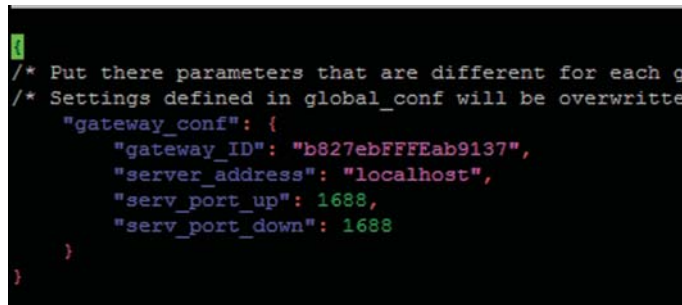 {
/* Put there parameters that are different for each g
/* Settings defined in global_conf will be overwritte
"gateway_conf": {
"gateway_ID": "b827ebFFFEab9137",
"server_address": "localhost",
"serv_port_up": 1688,
"serv_port_down": 1688
}
}